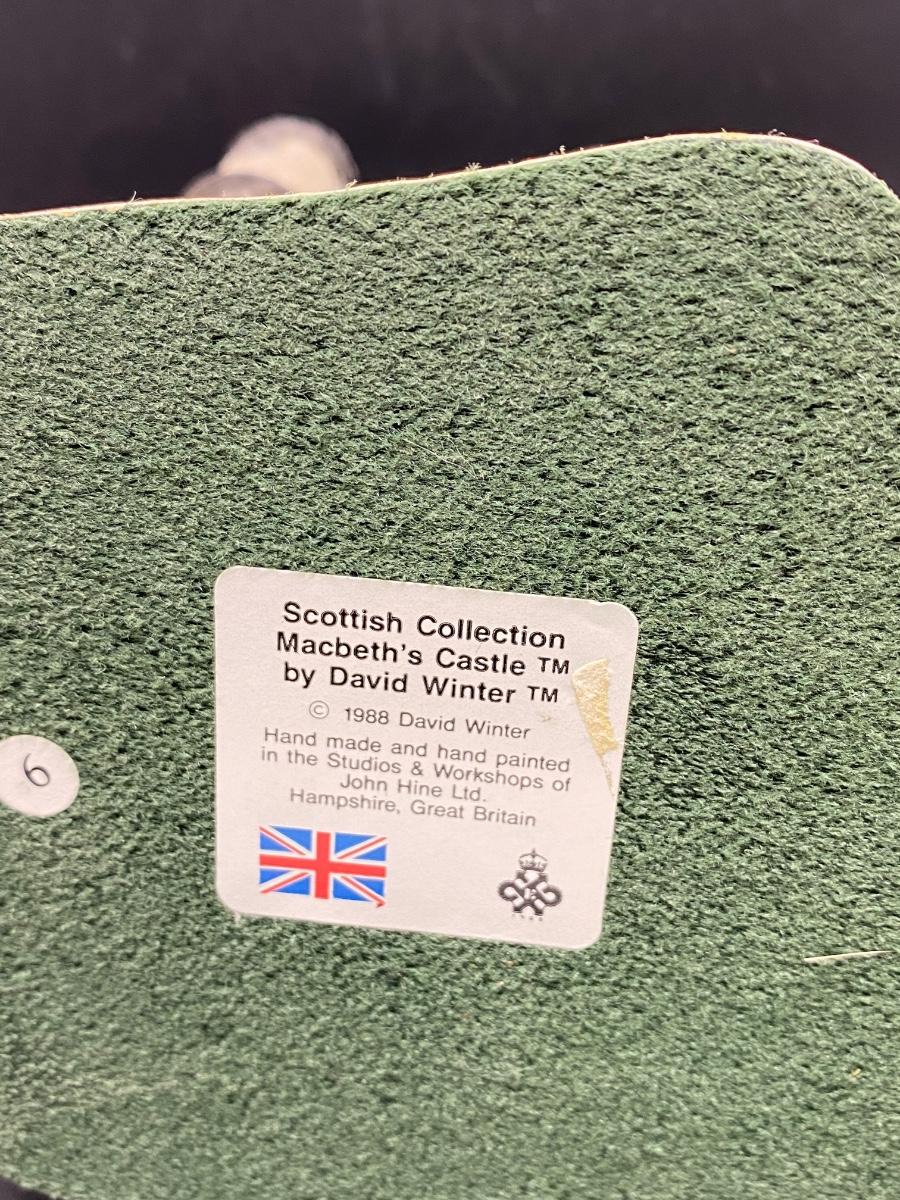 Scottish Collection
Macbeth's Castle ™
by David Winter ™
© 1988 David Winter
Hand made and hand painted
in the Studios & Workshops of
John Hine Ltd.
Hampshire, Great Britain
6